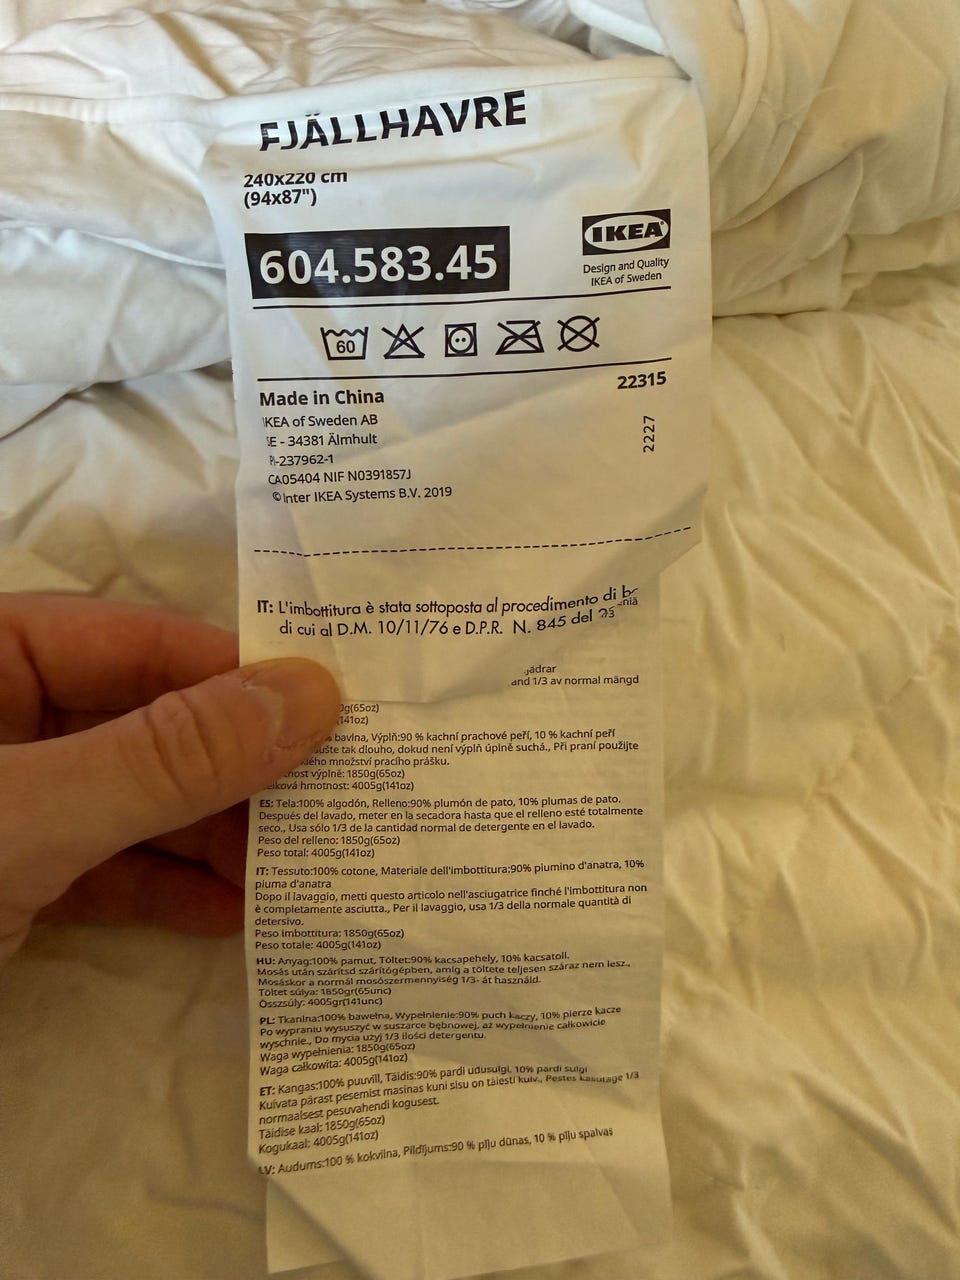 FJÄLLHAVRE
240x220 cm
(94x87")
604.583.45
IKEA
Design and Quality
IKEA of Sweden
60
Made in China
22315
IKEA of Sweden AB
SE - 34381 Älmhult
2227
PI-237962-1
CA05404 NIF N0391857J
© Inter IKEA Systems B.V. 2019
IT: L'imbottitura è stata sottoposta al procedimento di
di cui al D.M. 10/11/76 e D.P.R. N. 845 del
and 1/3 av normal mängd
(65oz)
(141oz)
% bavlna, Výplň:90 % kachní prachové peří, 10 % kachní peří
tak dlouho, dokud není výplň úplně suchá., Při praní použijte
množství pracího prášku.
výplně: 1850g(65oz)
hmotnost: 4005g(141oz)
ES: Tela:100% algodón, Relleno:90% plumón de pato, 10% plumas de pato.
Después del lavado, meter en la secadora hasta que el relleno esté totalmente
seco., Usa sólo 1/3 de la cantidad normal de detergente en el lavado.
Peso del relleno: 1850g(65oz)
Peso total: 4005g(141oz)
IT: Tessuto:100% cotone, Materiale dell'imbottitura:90% piumino d'anatra, 10%
piuma d'anatra
Dopo il lavaggio, metti questo articolo nell'asciugatrice finché l'imbottitura non
è completamente asciutta., Per il lavaggio, usa 1/3 della normale quantità di
detersivo.
Peso imbottitura: 1850g(65oz)
Peso totale: 4005g(141oz)
HU: Anyag:100% pamut, Töltet:90% kacsapehely, 10% kacsatoll.
Mosás után szárítsd szárítógépben, amíg a töltete teljesen száraz nem lesz.,
Mosáskor a normál mosószermennyiség 1/3- át használd.
Töltet súlya: 1850gr(65unc)
Összsúly: 4005gr(141unc)
PL: Tkanina:100% bawełna, Wypełnienie:90% puch kaczy, 10% pierze kacze
Po wypraniu wysuszyć w suszarce bębnowej, aż wypełnienie całkowicie
wyschnie., Do mycia użyj 1/3 ilości detergentu.
Waga wypełnienia: 1850g(65oz)
Waga całkowita: 4005g(141oz)
ET: Kangas:100% puuvill, Täidis:90% pardi udusulgi, 10% pardi sulgi
Kuivata pärast pesemist masinas kuni sisu on täiesti kuiv., Pestes kasutage 1/3
normaalsest pesuvahendi kogusest.
Täidise kaal: 1850g(65oz)
Kogukaal: 4005g(141oz)
LV: Audums:100 % kokvilna, Pildījums:90 % pīļu dūnas, 10 % pīļu spalvas